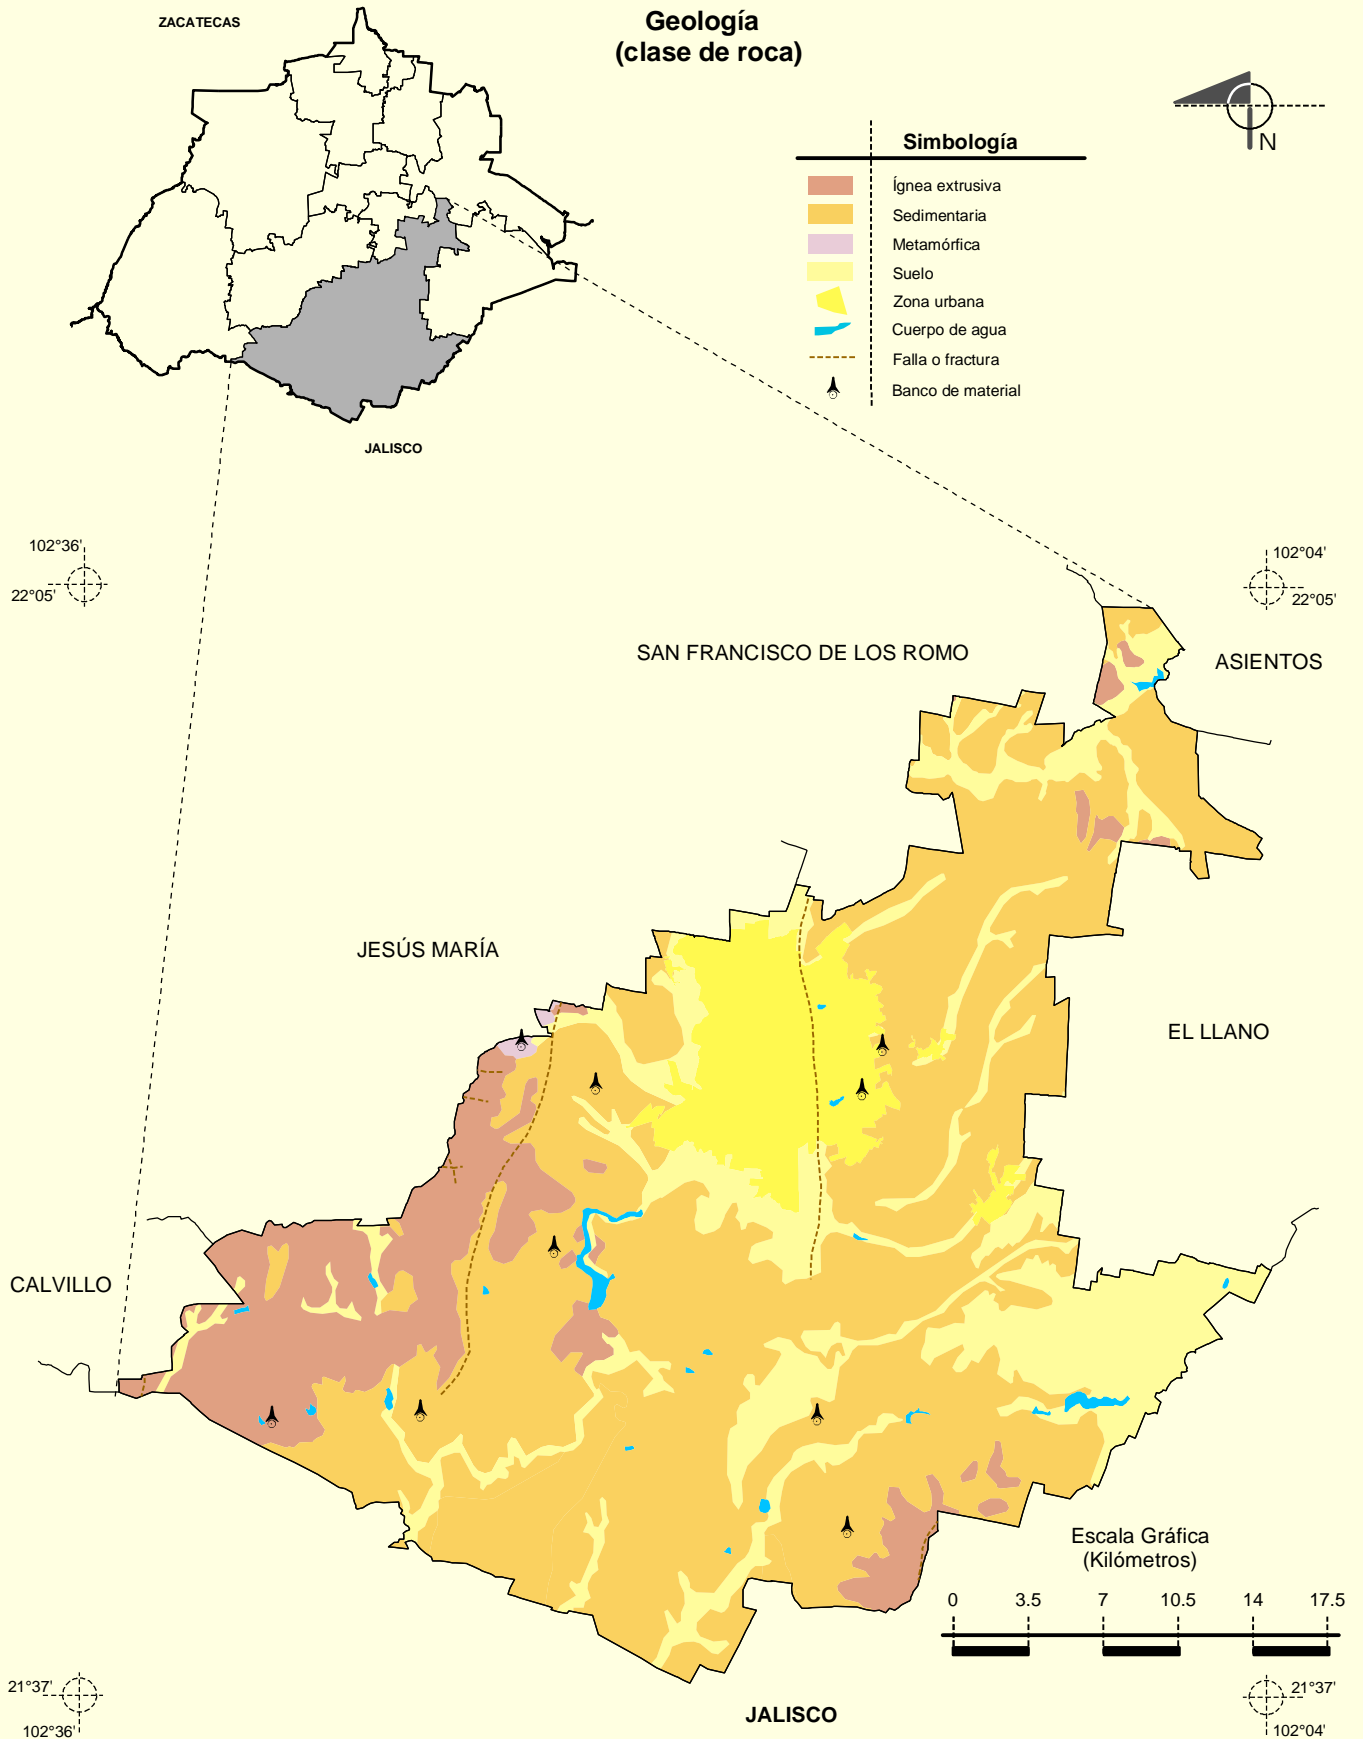 Geología
(clase de roca)
ZACATECAS
JALISCO
N
Simbología
Ígnea extrusiva
Sedimentaria
Metamórfica
Suelo
Zona urbana
Cuerpo de agua
Falla o fractura
Banco de material
102°36'
22°05'
102°04'
22°05'
SAN FRANCISCO DE LOS ROMO
ASIENTOS
JESÚS MARÍA
EL LLANO
CALVILLO
Escala Gráfica
(Kilómetros)
0 3.5 7 10.5 14 17.5
21°37'
102°36'
21°37'
102°04'
JALISCO